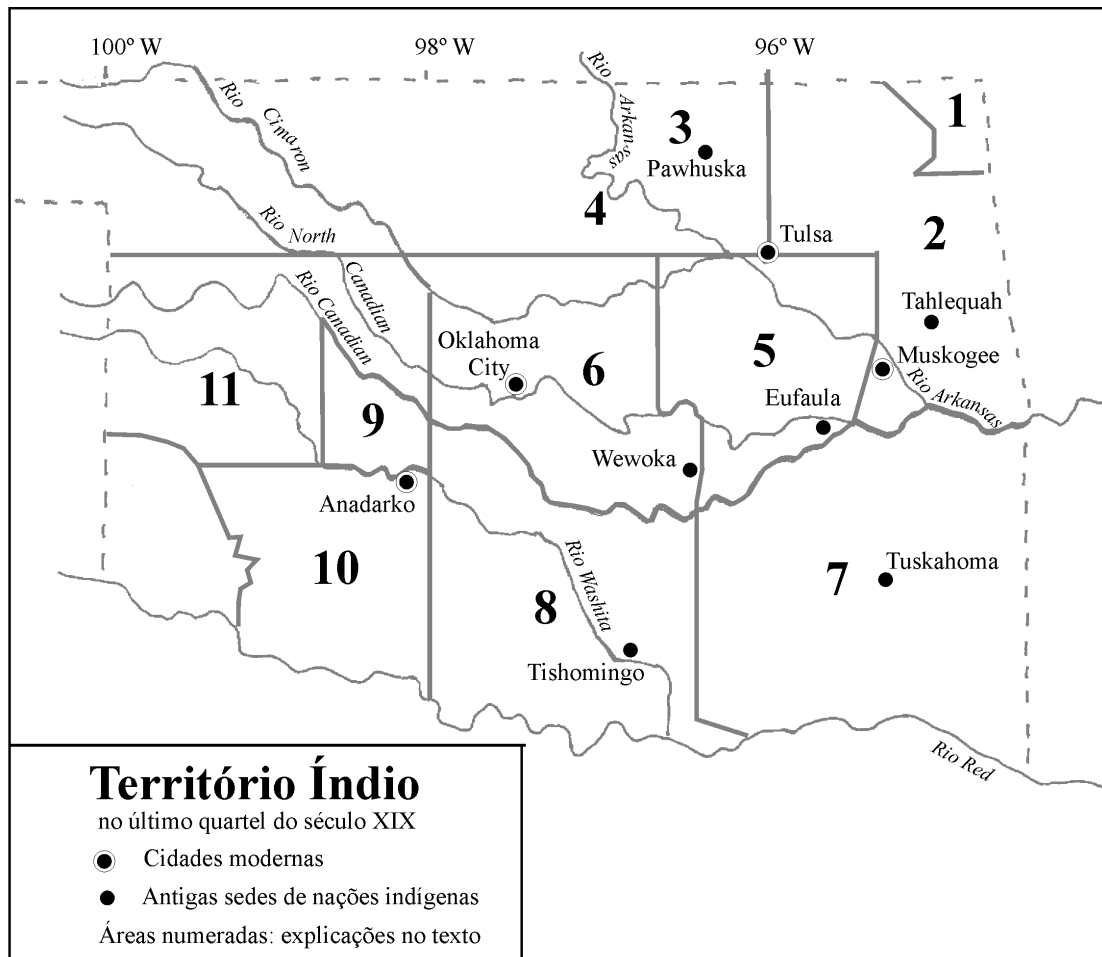 100º W
98º W
96º W
Rio
Arkansas
Rio
Cimaron
1
3
Pawhuska
4
2
Rio
North
Canadian
Tulsa
Rio Canadian
Tahlequah
Oklahoma
City
6
5
Muskogee
Rio Arkansas
11
9
Eufaula
Wewoka
Anadarko
10
Rio Washita
8
7
Tuskahoma
Tishomingo
Rio Red
Território Índio
no último quartel do século XIX
Cidades modernas
Antigas sedes de nações indígenas
Áreas numeradas: explicações no texto